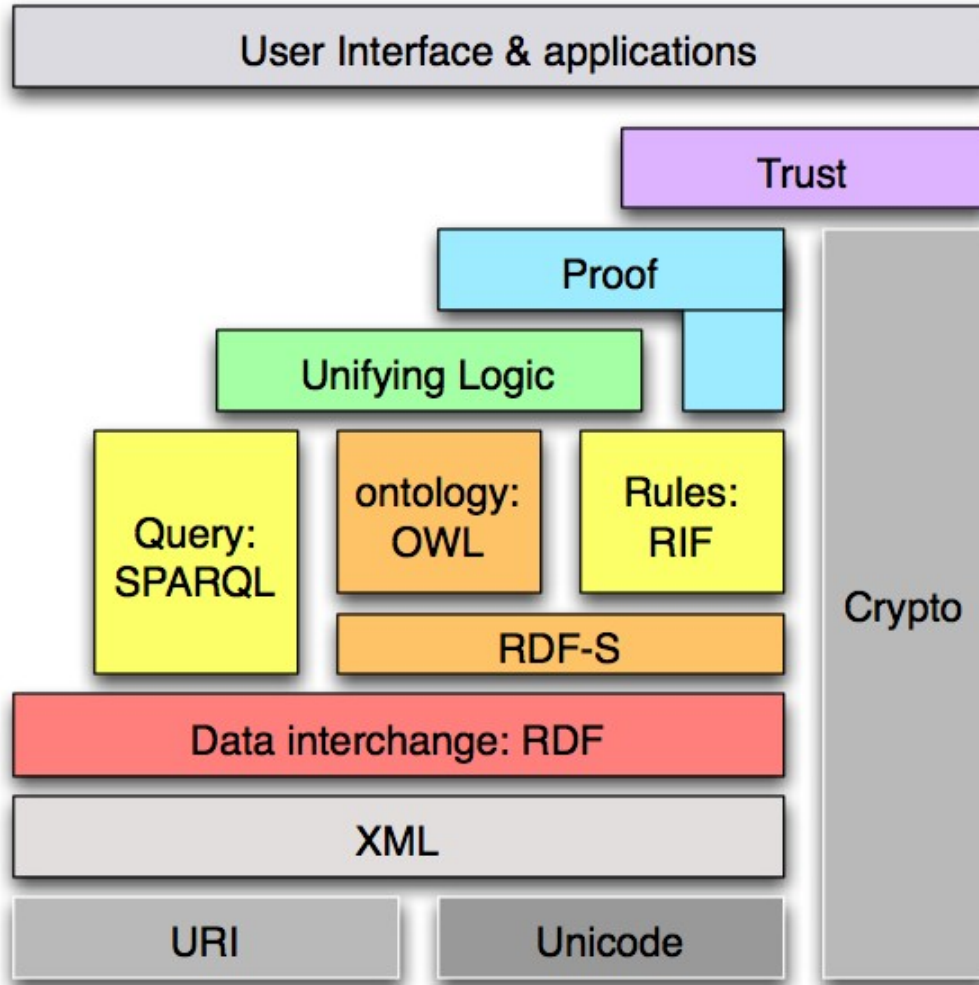 User Interface & applications
Trust
Proof
Unifying Logic
Query:
SPARQL
ontology:
OWL
Rules:
RIF
Crypto
RDF-S
Data interchange: RDF
XML
URI
Unicode